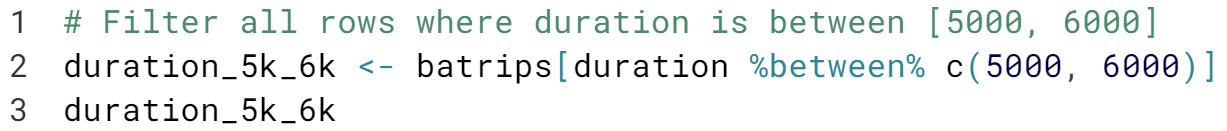 1 # Filter all rows where duration is between [5000, 6000]
2 duration_5k_6k <- batrips[duration %between% c(5000, 6000)]
3 duration_5k_6k